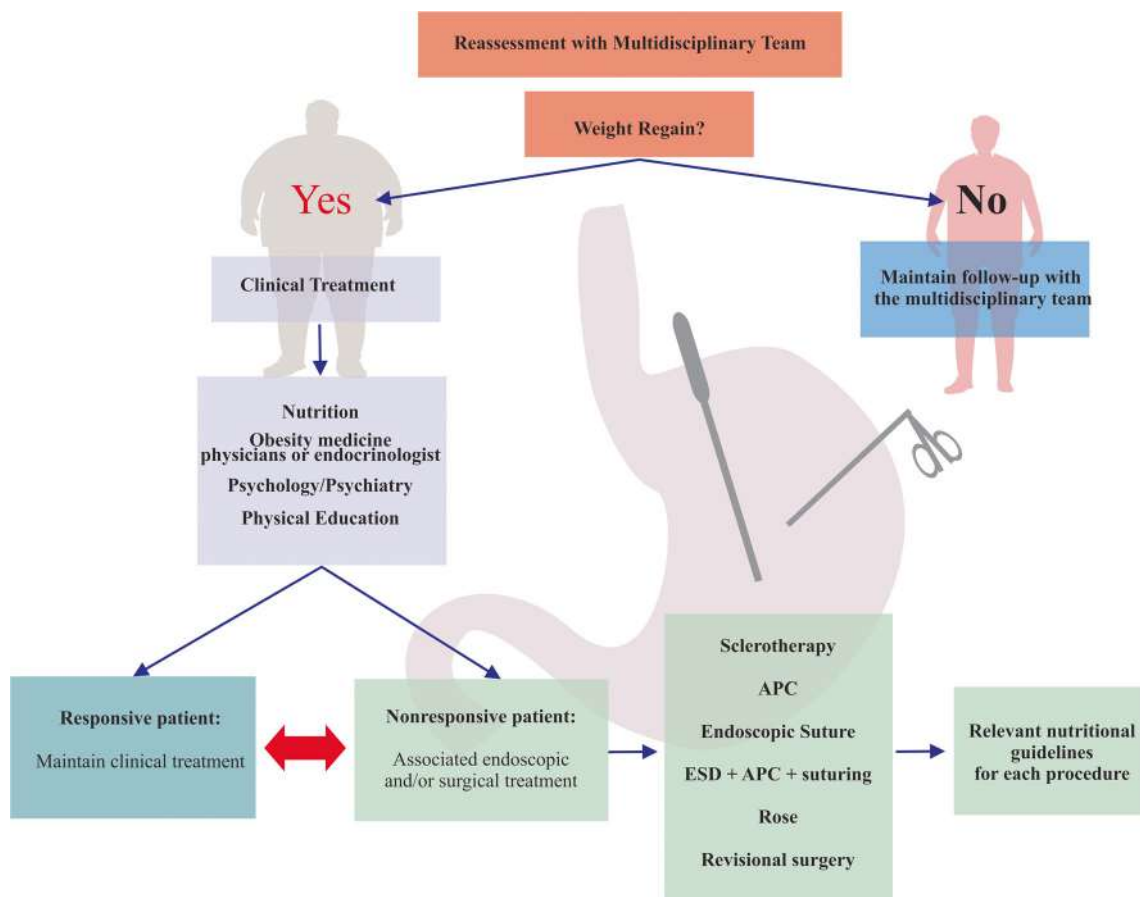 Reassessment with Multidisciplinary Team
Weight Regain?
Yes
No
Clinical Treatment
Maintain follow-up with
the multidisciplinary team
Nutrition
Obesity medicine
physicians or endocrinologist
Psychology/Psychiatry
Physical Education
Responsive patient:
Maintain clinical treatment
Nonresponsive patient:
Associated endoscopic
and/or surgical treatment
Sclerotherapy
APC
Endoscopic Suture
ESD + APC + suturing
Rose
Revisional surgery
Relevant nutritional
guidelines
for each procedure